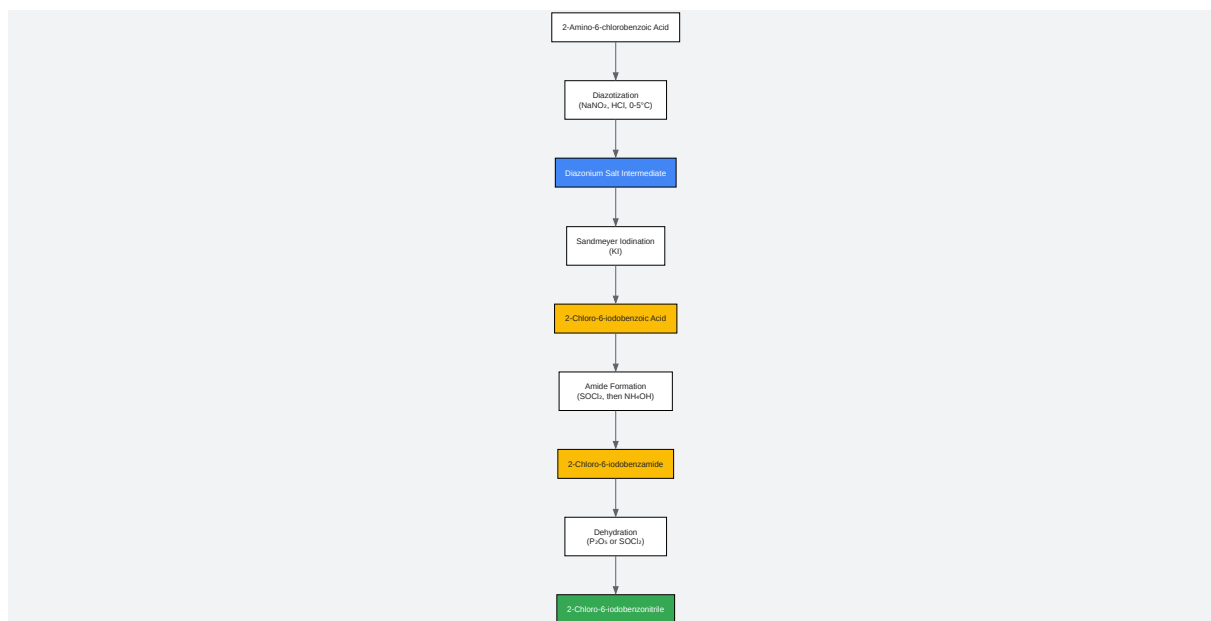 2-Amino-6-chlorobenzoic Acid
Diazotization
(NaNO₂, HCl, 0-5°C)
Diazonium Salt Intermediate
Sandmeyer Iodination
(KI)
2-Chloro-6-iodobenzoic Acid
Amide Formation
(SOCl₂, then NH₄OH)
2-Chloro-6-iodobenzamide
Dehydration
(P₂O₅ or SOCl₂)
2-Chloro-6-iodobenzonitrile